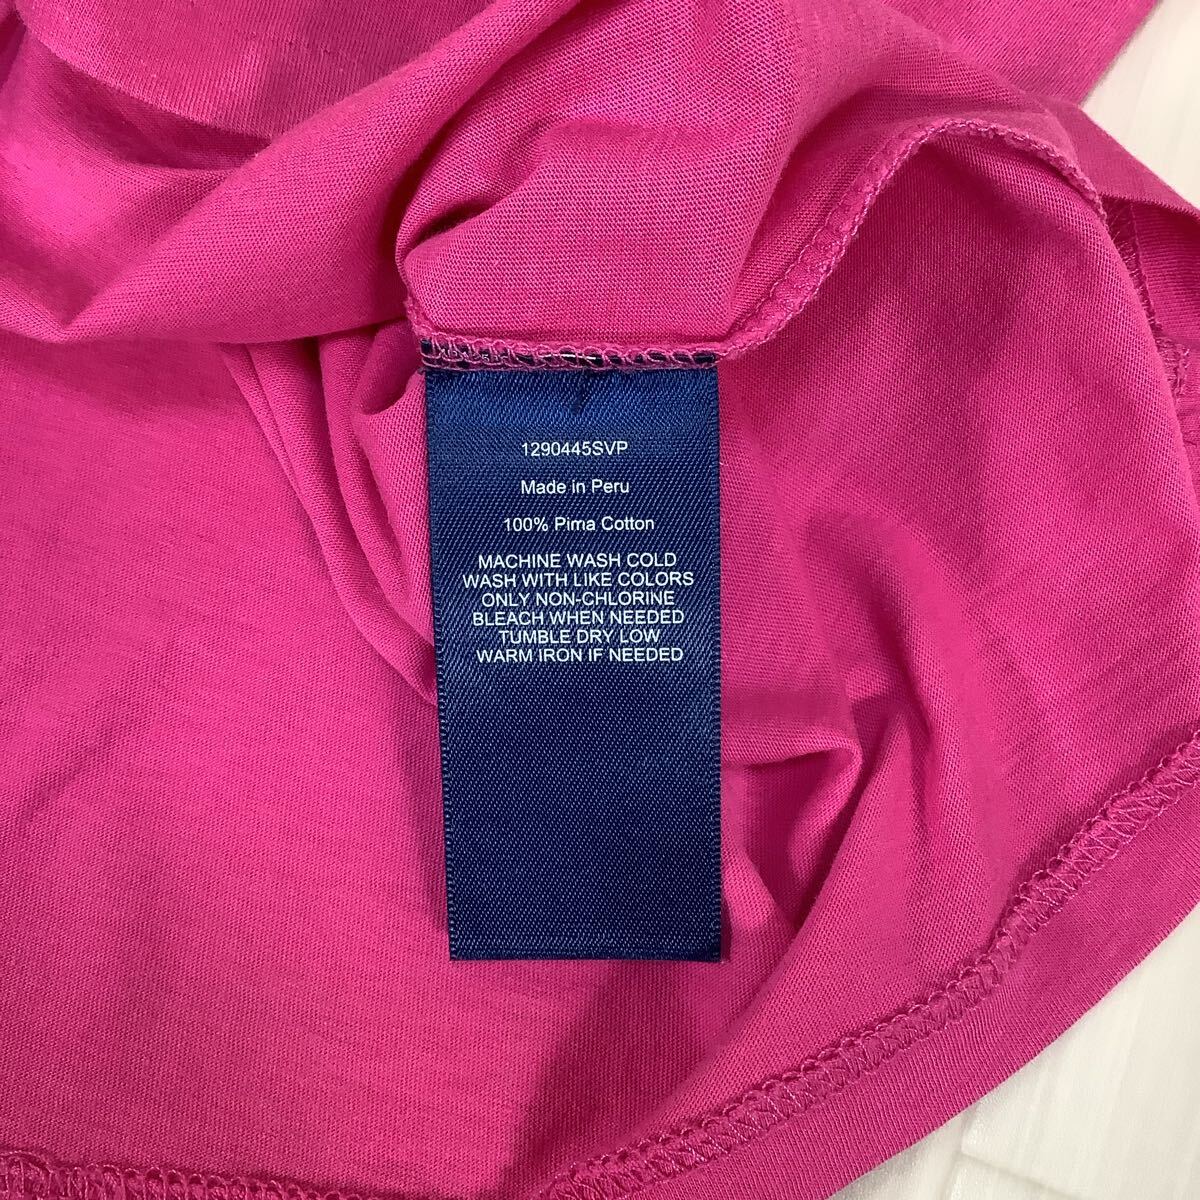 1290445SVP
Made in Peru
100% Pima Cotton
MACHINE WASH COLD
WASH WITH LIKE COLORS
ONLY NON-CHLORINE
BLEACH WHEN NEEDED
TUMBLE DRY LOW
WARM IRON IF NEEDED